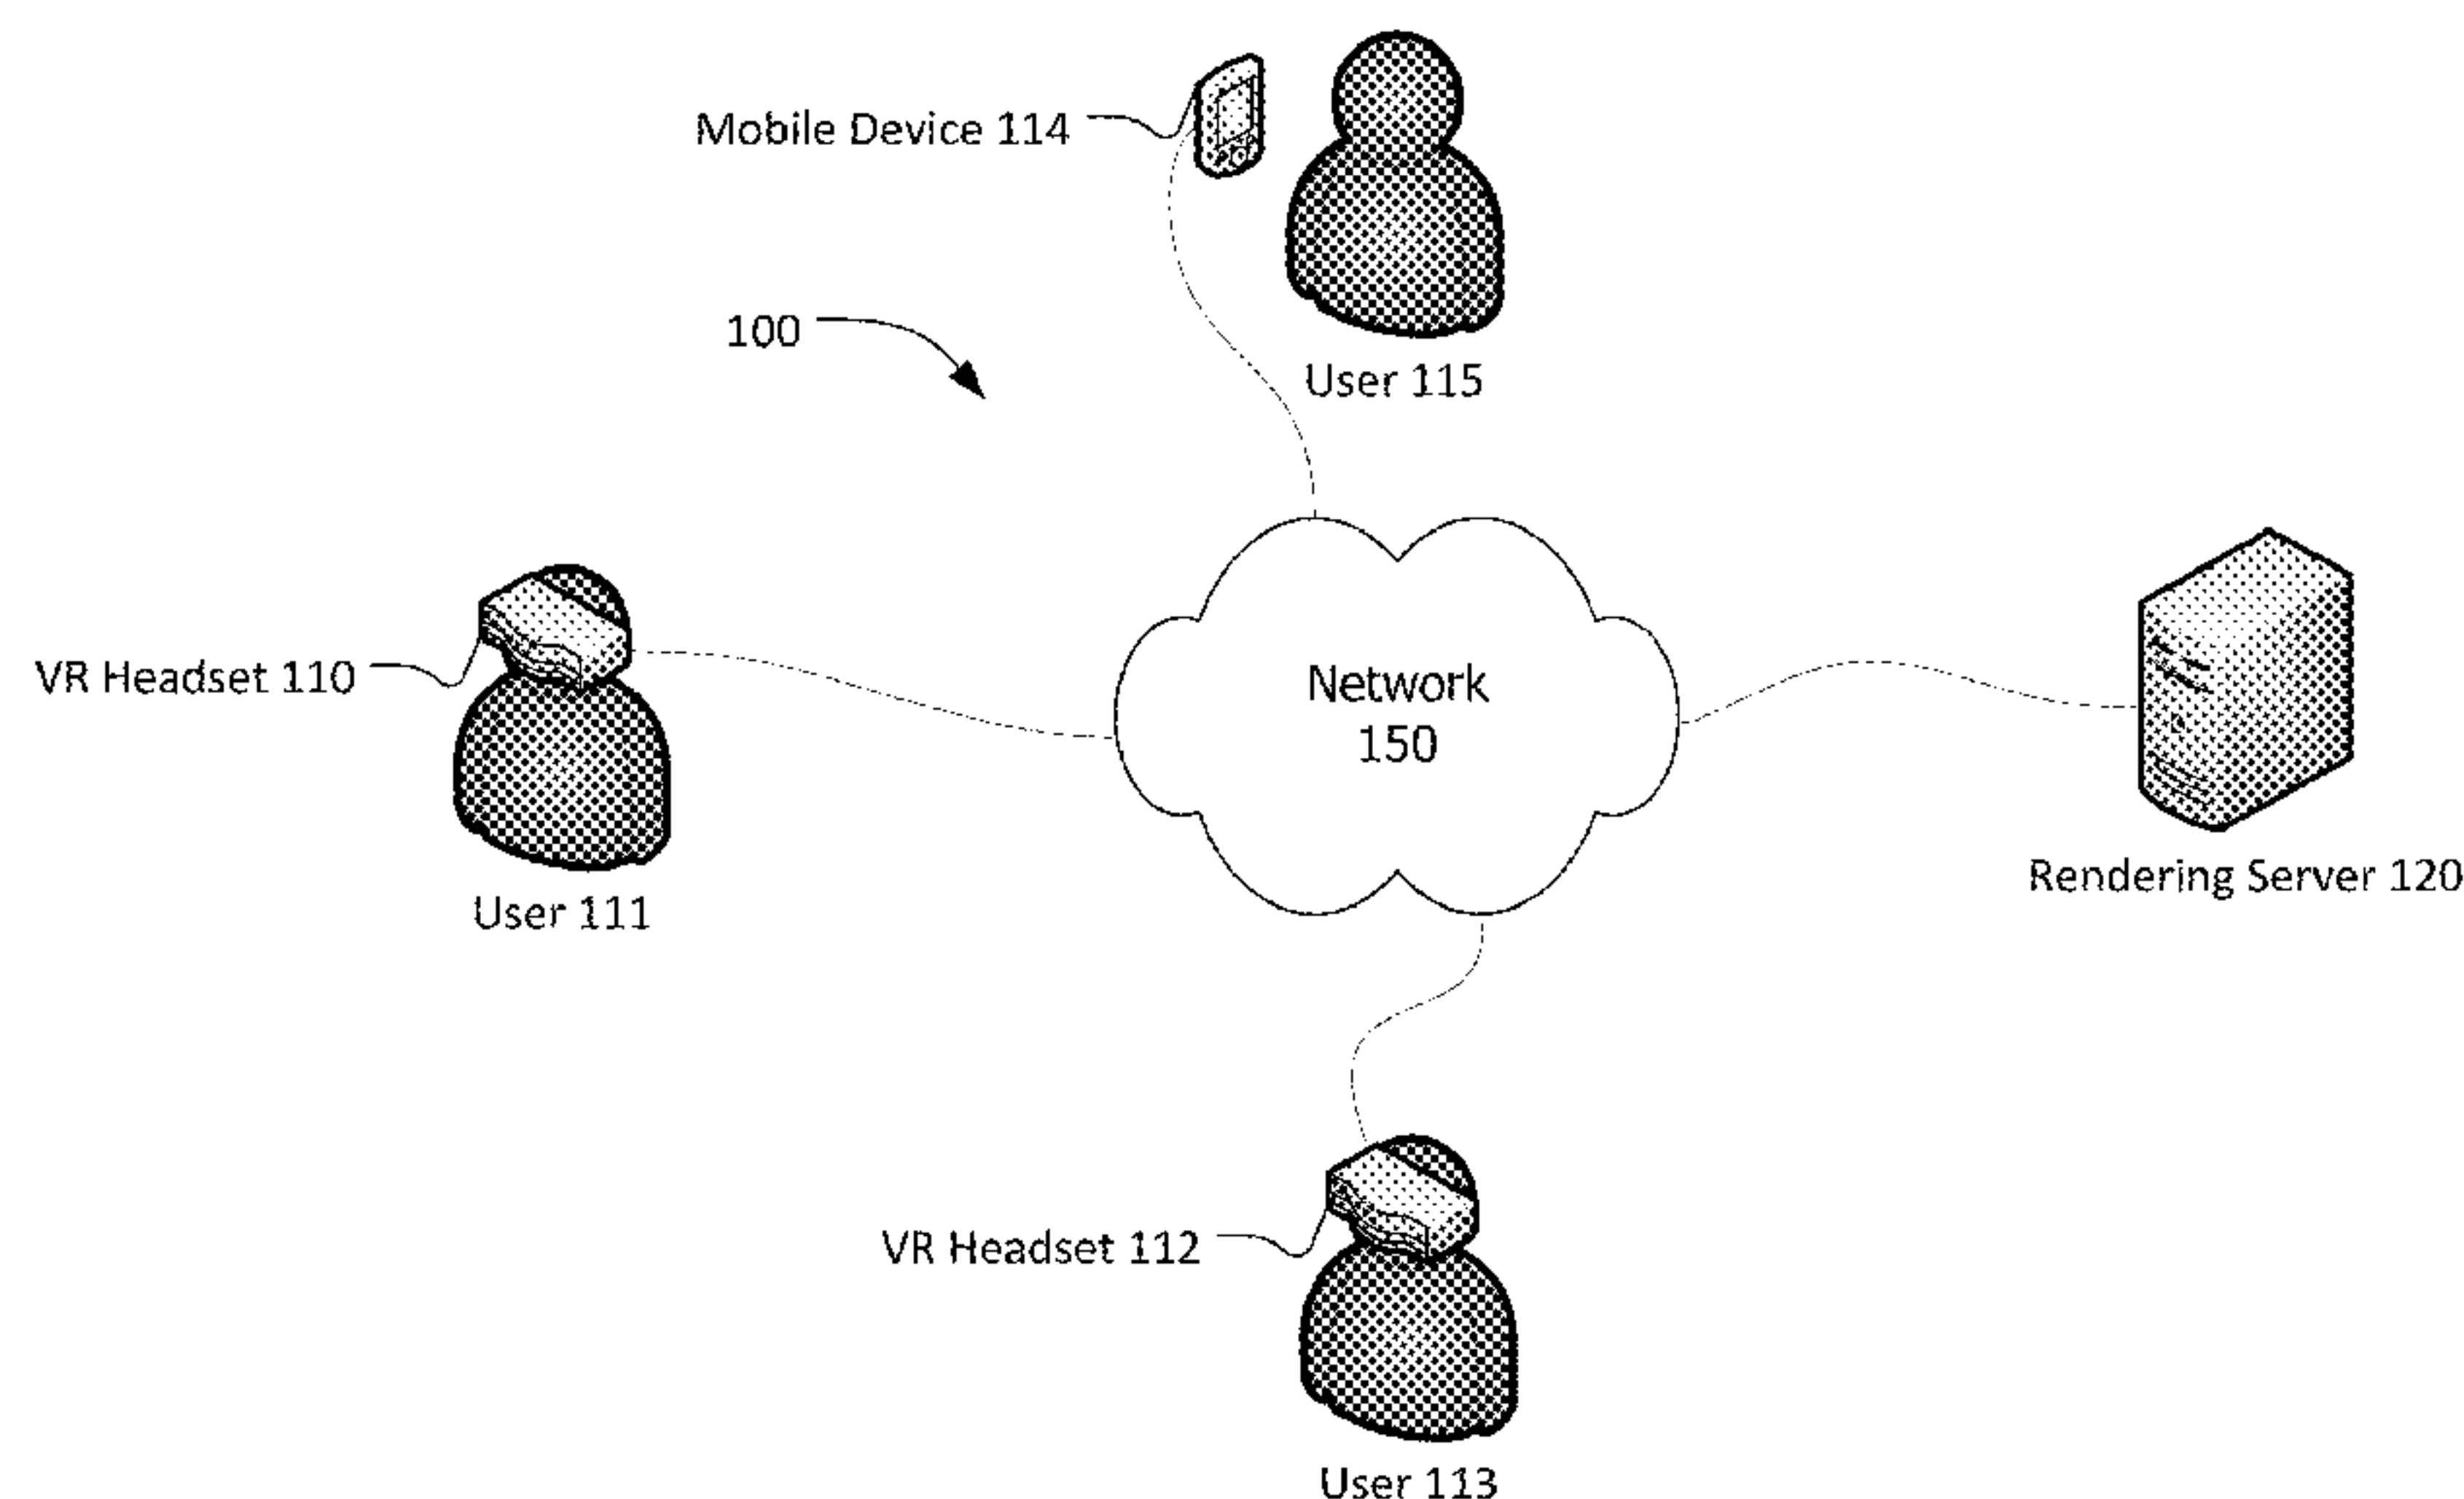 Mobile Device 114
100
User 115
VR Headset 110
Network
150
User 111
Rendering Server 120
VR Headset 112
User 113